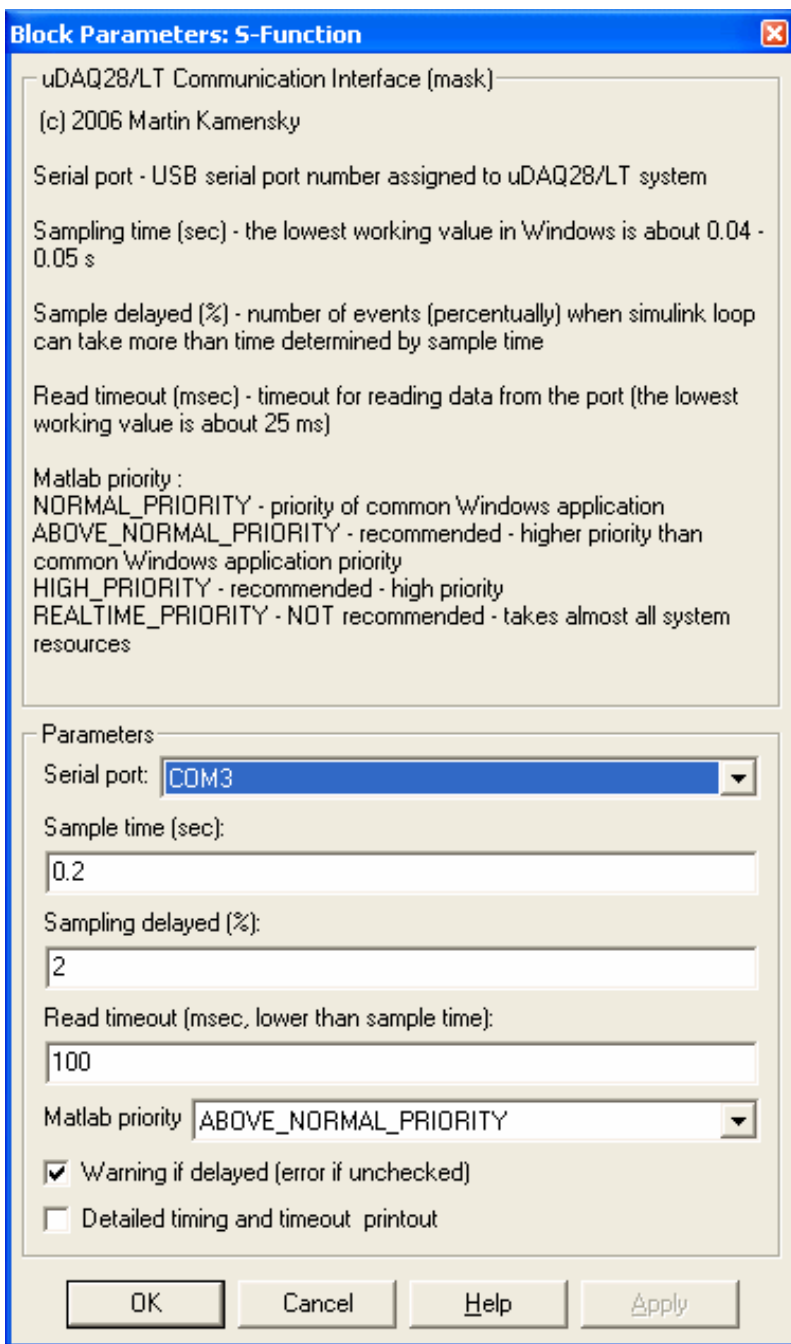 Block Parameters: S-Function
uDAQ28/LT Communication Interface (mask)
(c) 2006 Martin Kamensky
Serial port - USB serial port number assigned to uDAQ28/LT system
Sampling time (sec) - the lowest working value in Windows is about 0.04 -
0.05 s
Sample delayed (%) - number of events (percentually) when simulink loop
can take more than time determined by sample time
Read timeout (msec) - timeout for reading data from the port (the lowest
working value is about 25 ms)
Matlab priority :
NORMAL_PRIORITY - priority of common Windows application
ABOVE_NORMAL_PRIORITY - recommended - higher priority than
common Windows application priority
HIGH_PRIORITY - recommended - high priority
REALTIME_PRIORITY - NOT recommended - takes almost all system
resources
Parameters
Serial port: COM3
Sample time (sec):
0.2
Sampling delayed (%):
2
Read timeout (msec, lower than sample time):
100
Matlab priority ABOVE_NORMAL_PRIORITY
Warning if delayed (error if unchecked)
Detailed timing and timeout printout
OK Cancel Help Apply